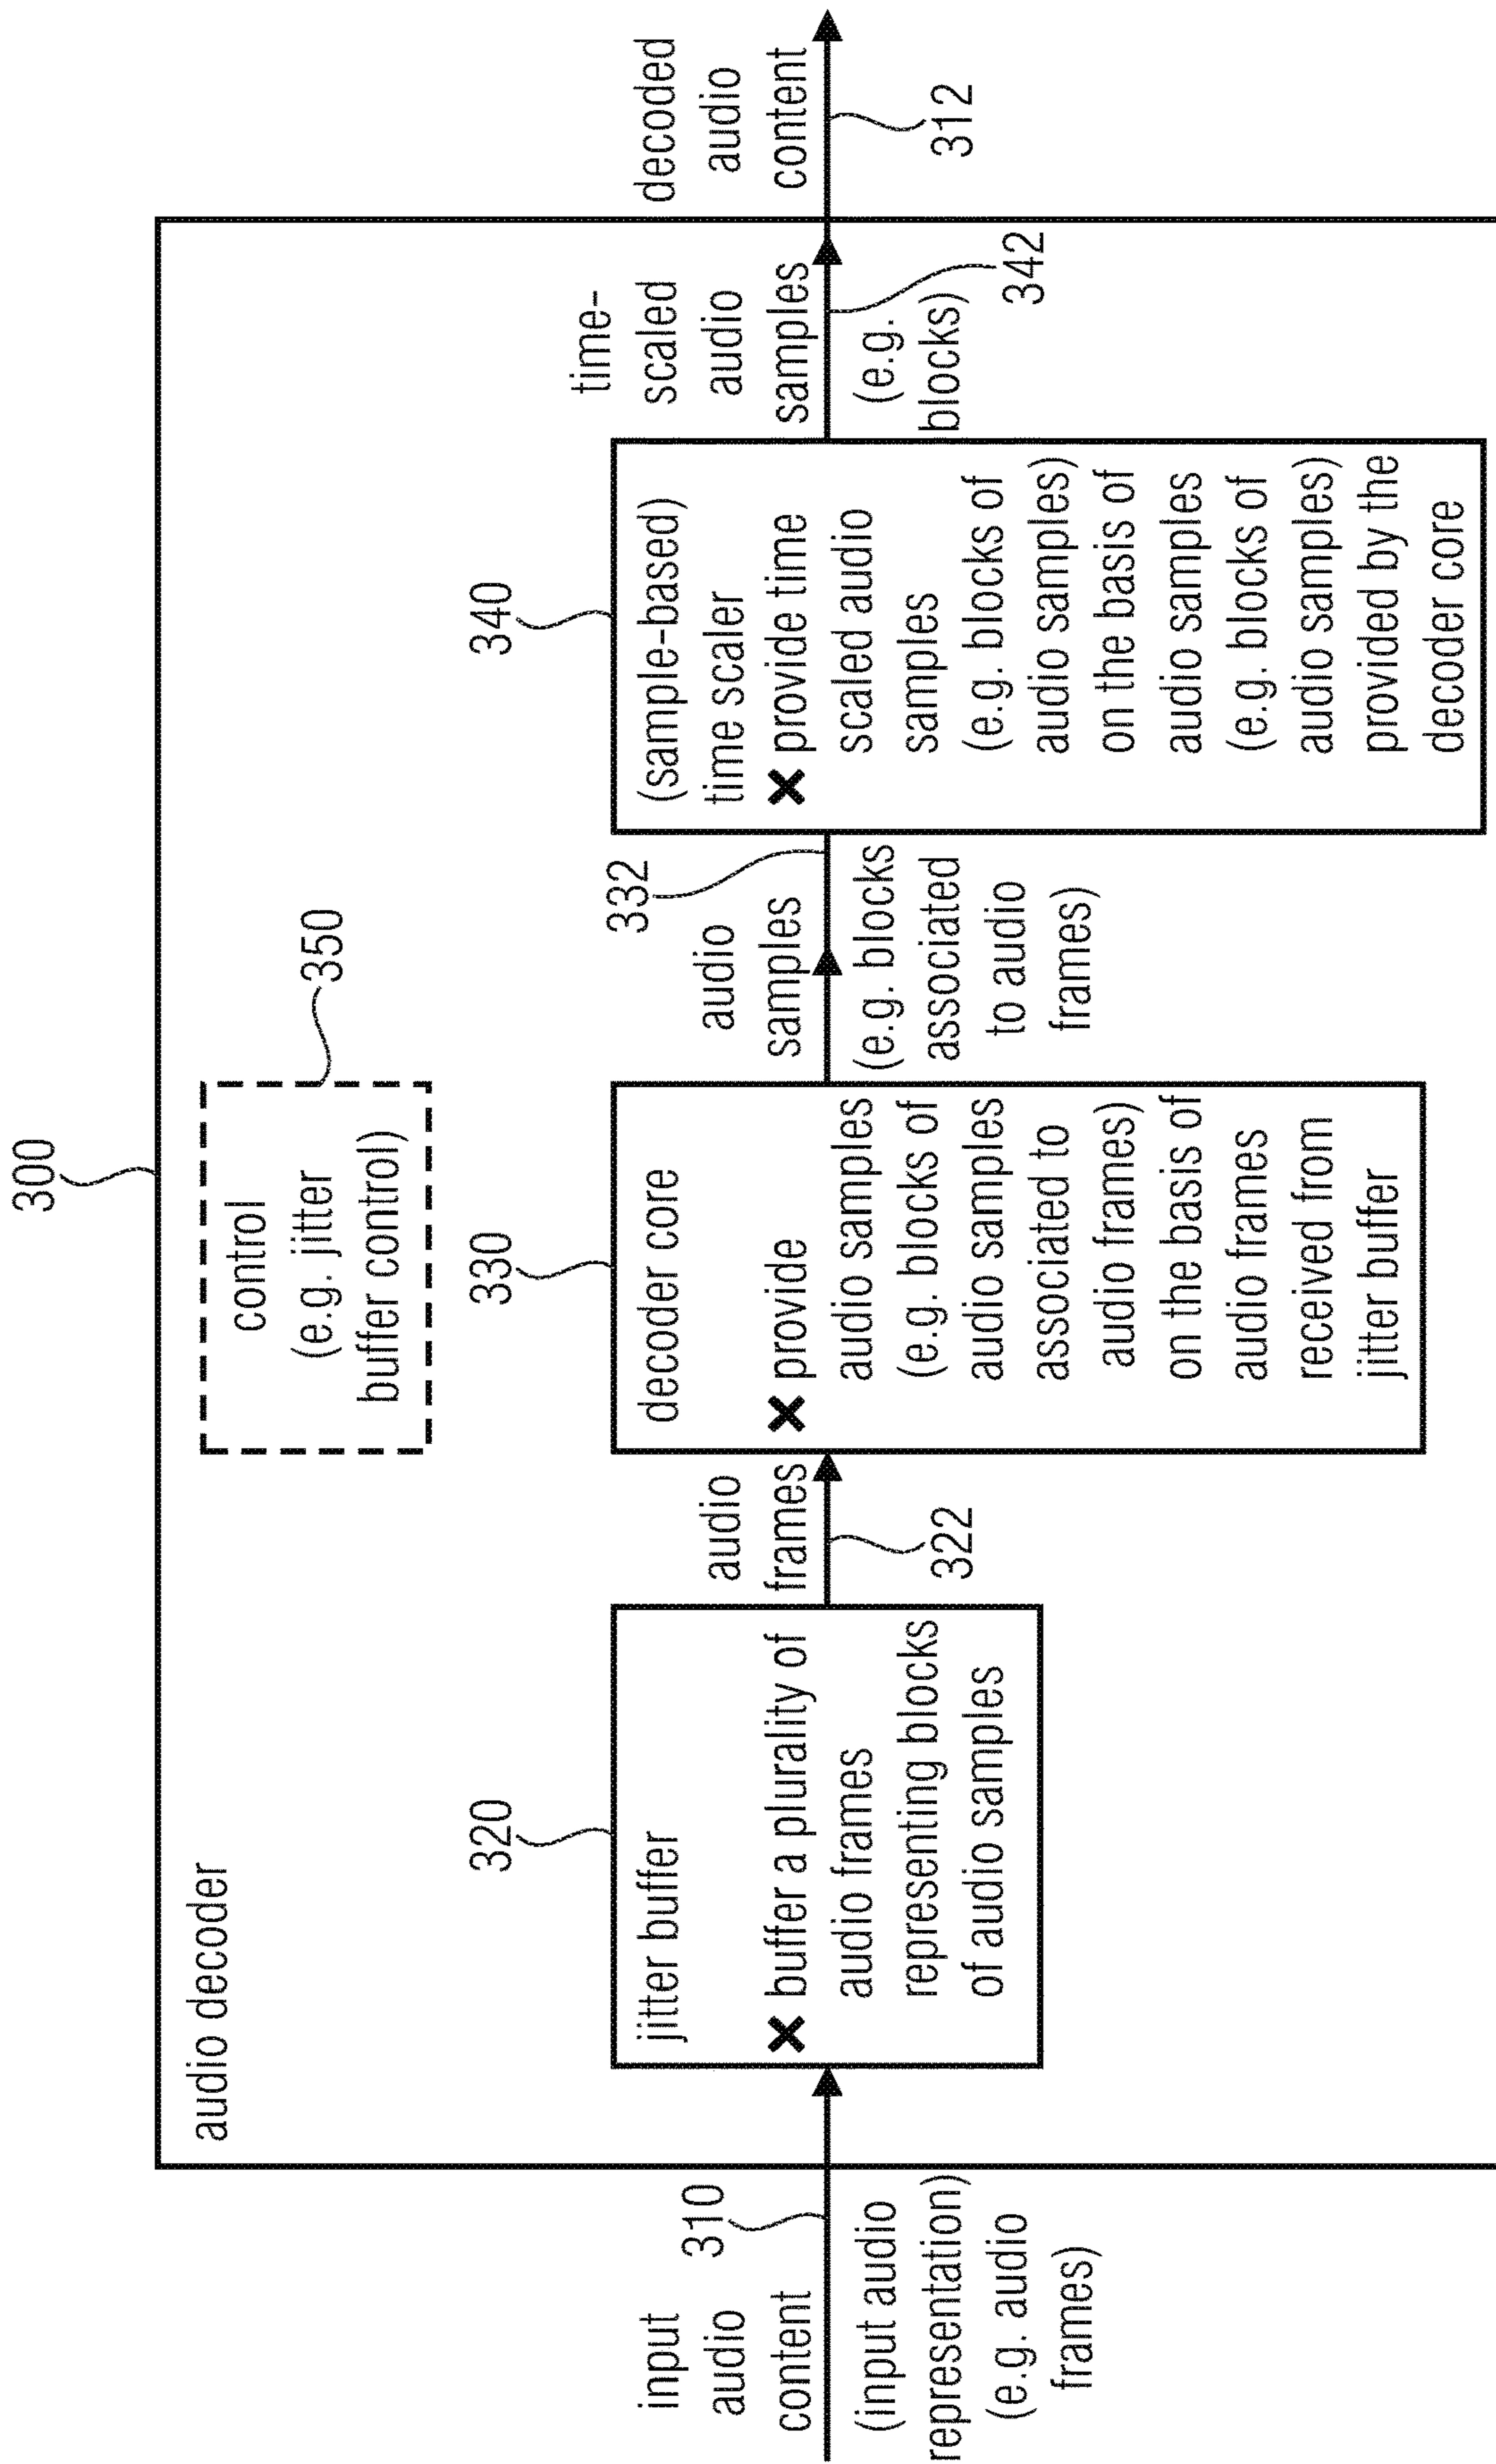 300
audio decoder
control
(e.g. jitter
buffer control)
350
input
audio
content
310
(input audio
representation)
(e.g. audio
frames)
320
jitter buffer
✖ buffer a plurality of
audio frames
representing blocks
of audio samples
audio
frames
322
330
decoder core
✖ provide
audio samples
(e.g. blocks of
audio samples
associated to
audio frames)
on the basis of
audio frames
received from
jitter buffer
audio
samples
332
(e.g. blocks
associated
to audio
frames)
340
(sample-based)
time scaler
✖ provide time
scaled audio
samples
(e.g. blocks of
audio samples)
on the basis of
audio samples
(e.g. blocks of
audio samples)
provided by the
decoder core
time-
scaled
audio
samples
(e.g.
blocks)
342
decoded
audio
content
312